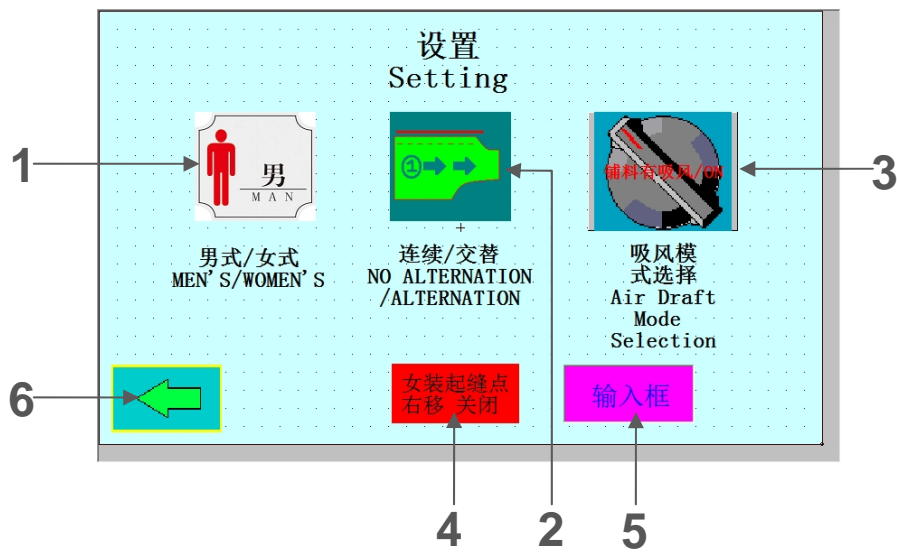 设置
Setting
男
MAN
①
铺料有吸风/ON
男式/女式
MEN'S/WOMEN'S
连续/交替
NO ALTERNATION
/ALTERNATION
吸风模
式选择
Air Draft
Mode
Selection
女装起缝点
右移 关闭
输入框
1
2
3
4
5
6